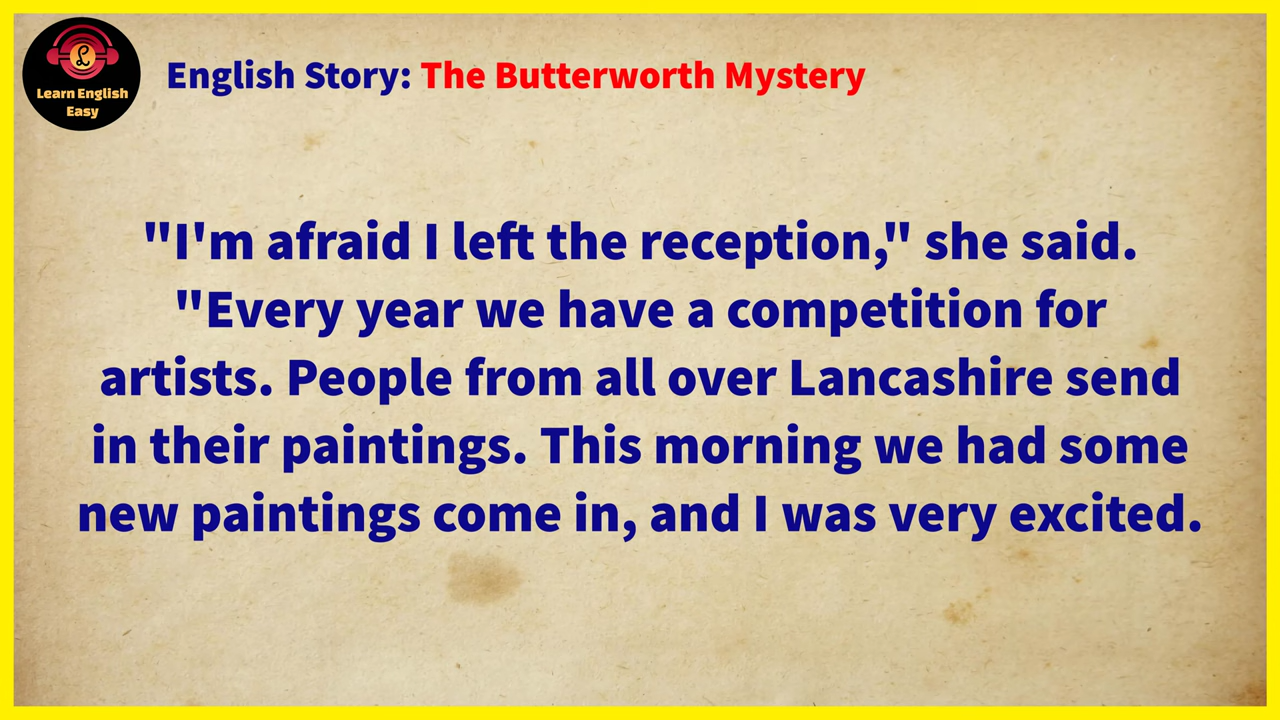 Learn English
Easy
English Story: The Butterworth Mystery
"I'm afraid I left the reception," she said.
"Every year we have a competition for
artists. People from all over Lancashire send
in their paintings. This morning we had some
new paintings come in, and I was very excited.